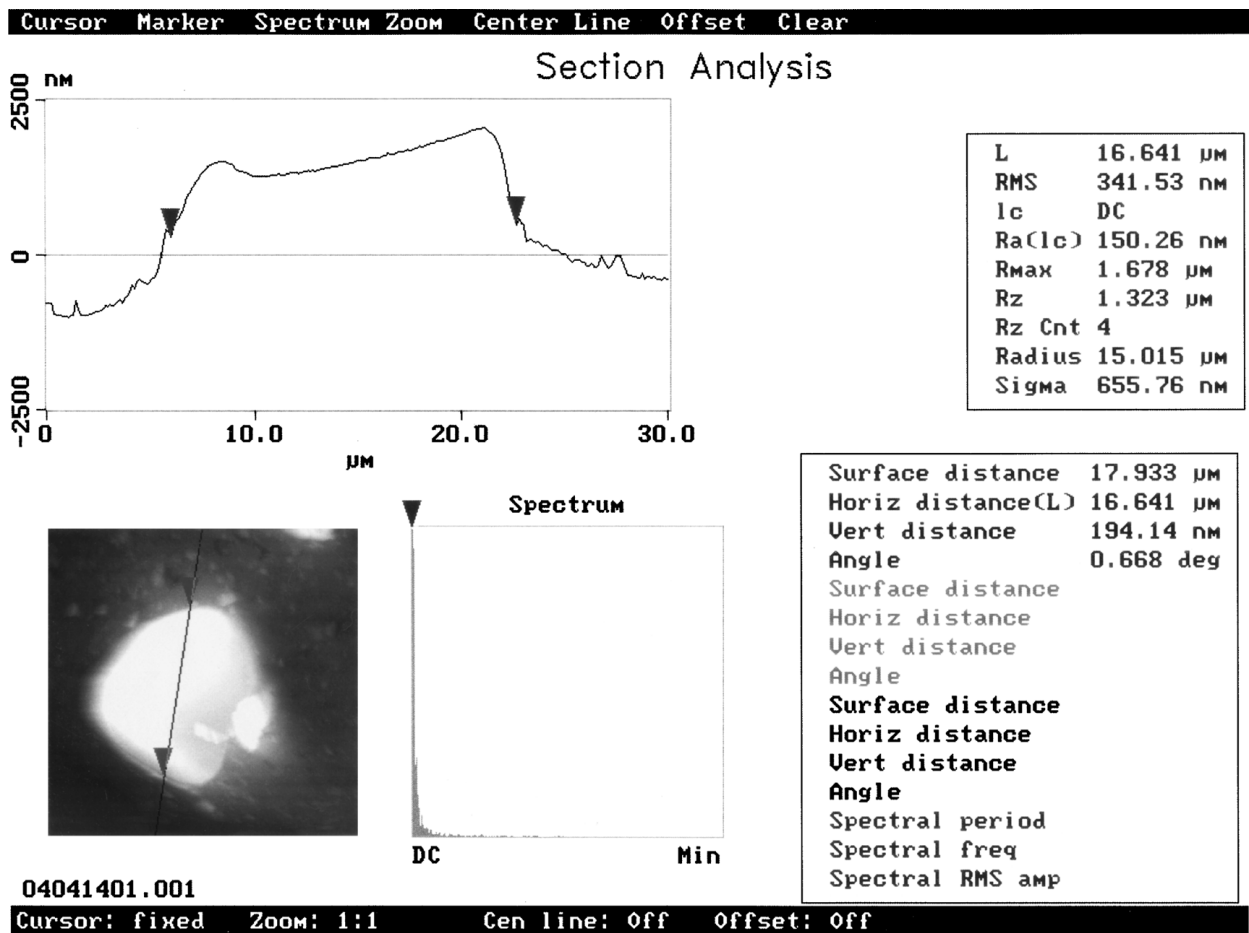 Cursor Marker Spectrum Zoom Center Line Offset Clear
Section Analysis
nm
2500
0
-2500
0 10.0 20.0 30.0
µm
L 16.641 µm
RMS 341.53 nm
lc DC
Ra(lc) 150.26 nm
Rmax 1.678 µm
Rz 1.323 µm
Rz Cnt 4
Radius 15.015 µm
Sigma 655.76 nm
Surface distance 17.933 µm
Horiz distance(L) 16.641 µm
Vert distance 194.14 nm
Angle 0.668 deg
Surface distance
Horiz distance
Vert distance
Angle
Surface distance
Horiz distance
Vert distance
Angle
Spectral period
Spectral freq
Spectral RMS amp
Spectrum
DC Min
04041401.001
Cursor: fixed Zoom: 1:1 Cen line: Off Offset: Off